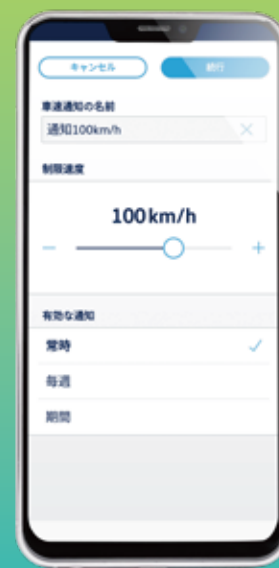 キャンセル
続行
車速通知の名前
通知100km/h
制限速度
100km/h
有効な通知
常時
毎週
期間